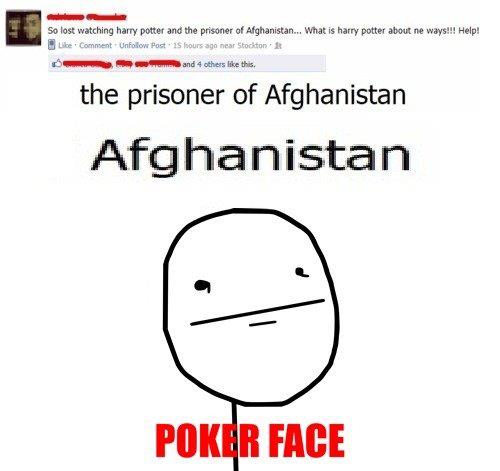 So lost watching harry potter and the prisoner of Afghanistan... What is harry potter about ne ways!!! Help!
Like · Comment · Unfollow Post · 15 hours ago near Stockton ·
and 4 others like this.
the prisoner of Afghanistan
Afghanistan
POKER FACE